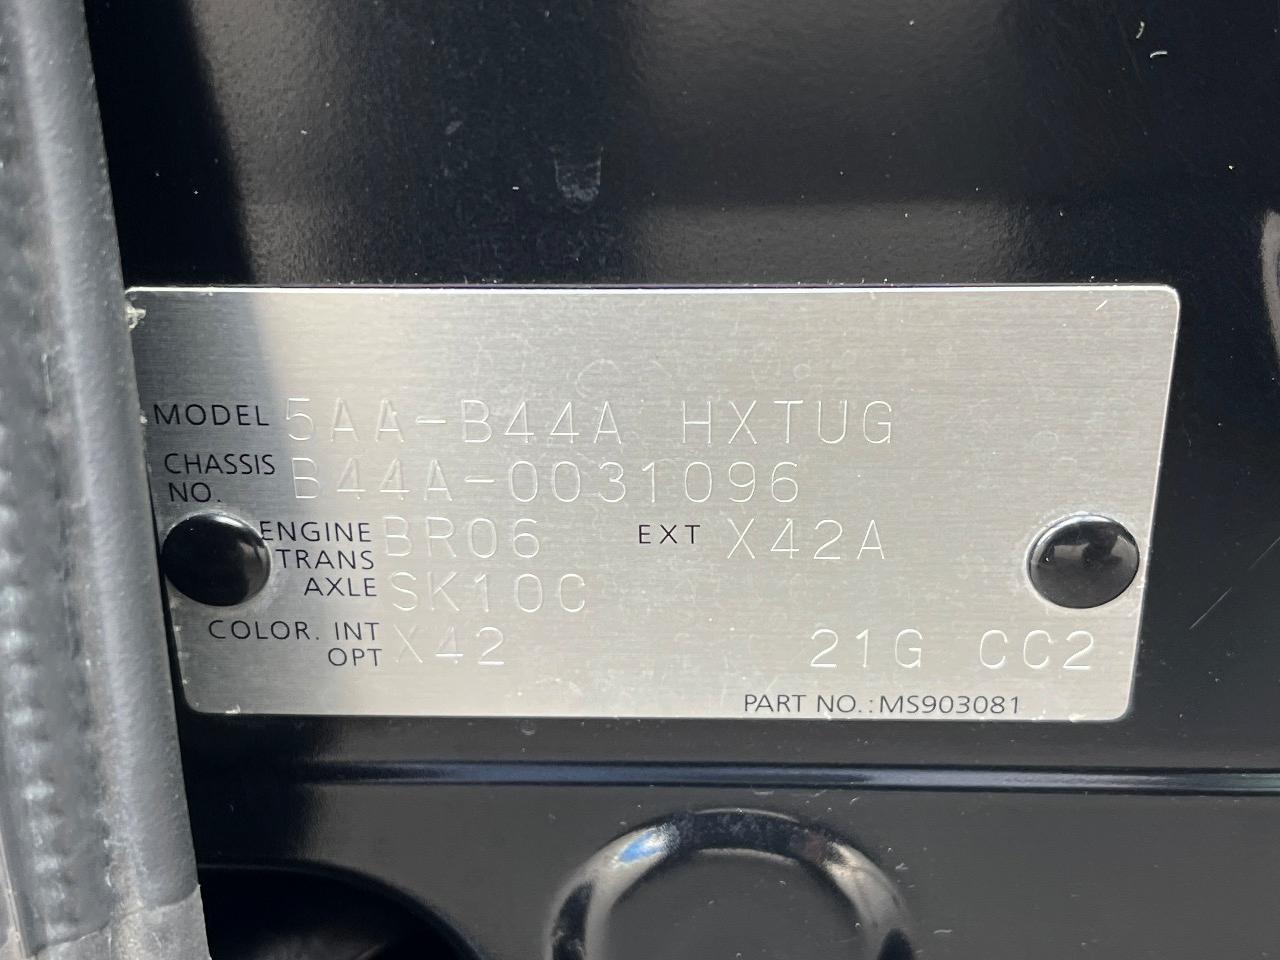 MODEL 5AA-B44A HXTUG
CHASSIS NO. B44A-0031096
ENGINE BR06 EXT X42A
TRANS AXLE SK10C
COLOR. INT OPT X42 21G CC2
PART NO.:MS903081